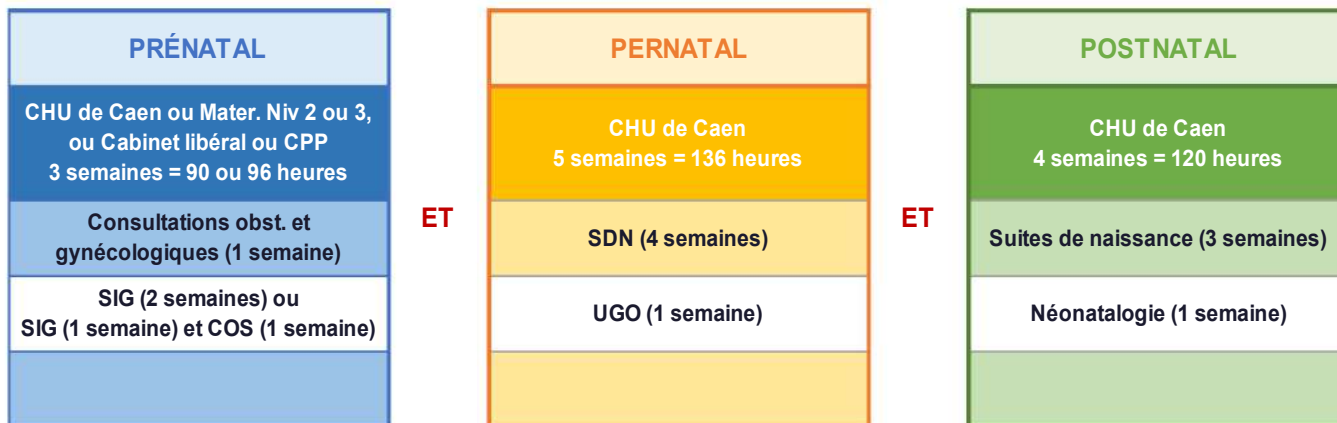 PRÉNATAL
CHU de Caen ou Mater. Niv 2 ou 3,
ou Cabinet libéral ou CPP
3 semaines = 90 ou 96 heures
Consultations obst. et
gynécologiques (1 semaine)
SIG (2 semaines) ou
SIG (1 semaine) et COS (1 semaine)
ET
PERNATAL
CHU de Caen
5 semaines = 136 heures
SDN (4 semaines)
UGO (1 semaine)
ET
POSTNATAL
CHU de Caen
4 semaines = 120 heures
Suites de naissance (3 semaines)
Néonatalogie (1 semaine)